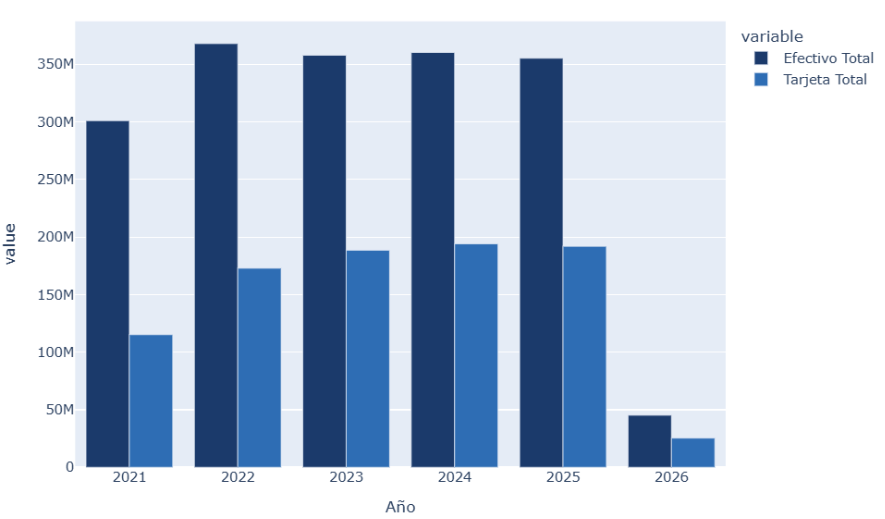 variable
Efectivo Total
Tarjeta Total
350M
300M
250M
200M
150M
100M
50M
0
value
2021 2022 2023 2024 2025 2026
Año